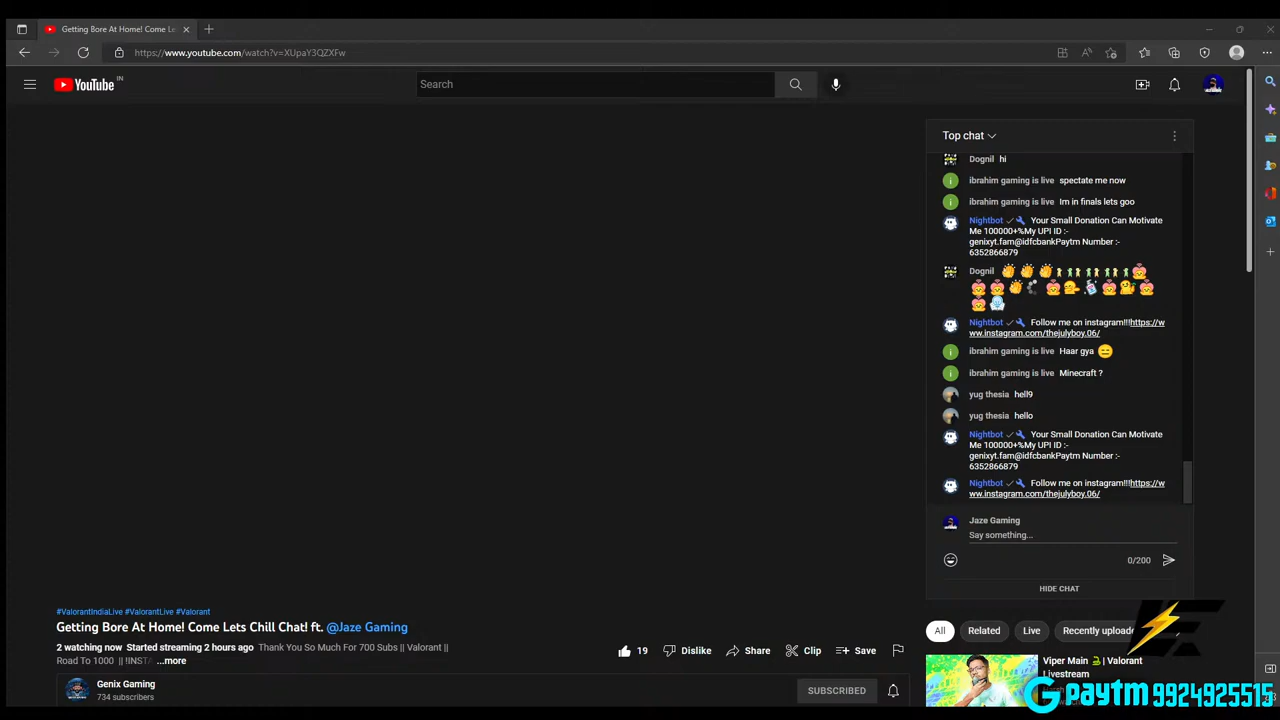 Getting Bore At Home! Come Le
https://www.youtube.com/watch?v=XUpaY3QZXFw
YouTube IN
Search
Top chat
Dognil hi
ibrahim gaming is live spectate me now
ibrahim gaming is live Im in finals lets goo
Nightbot Your Small Donation Can Motivate
Me 100000+%My UPI ID :-
genixyt.fam@idfcbankPaytm Number :-
6352866879
Dognil
Nightbot Follow me on instagram!!!https://w
ww.instagram.com/thejulyboy.06/
ibrahim gaming is live Haar gya
ibrahim gaming is live Minecraft ?
yug thesia hell9
yug thesia hello
Nightbot Your Small Donation Can Motivate
Me 100000+%My UPI ID :-
genixyt.fam@idfcbankPaytm Number :-
6352866879
Nightbot Follow me on instagram!!!https://w
ww.instagram.com/thejulyboy.06/
Jaze Gaming
Say something...
0/200
HIDE CHAT
#ValorantIndiaLive #ValorantLive #Valorant
Getting Bore At Home! Come Lets Chill Chat! ft. @Jaze Gaming
2 watching now Started streaming 2 hours ago Thank You So Much For 700 Subs || Valorant ||
Road To 1000 || !INSTA ...more
19 Dislike Share Clip Save
Genix Gaming
734 subscribers
SUBSCRIBED
All Related Live Recently uploade
Viper Main | Valorant
Livestream
paytm 9924925515